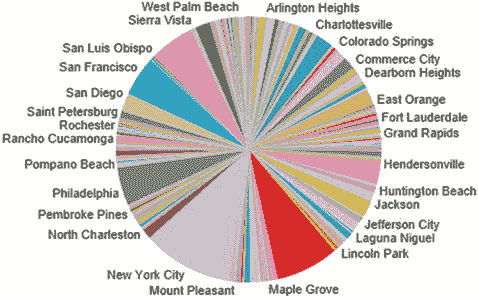 West Palm Beach
Arlington Heights
Sierra Vista
Charlottesville
Colorado Springs
San Luis Obispo
Commerce City
San Francisco
Dearborn Heights
San Diego
East Orange
Saint Petersburg
Fort Lauderdale
Rochester
Grand Rapids
Rancho Cucamonga
Pompano Beach
Hendersonville
Philadelphia
Huntington Beach
Jackson
Pembroke Pines
Jefferson City
North Charleston
Laguna Niguel
Lincoln Park
New York City
Mount Pleasant
Maple Grove